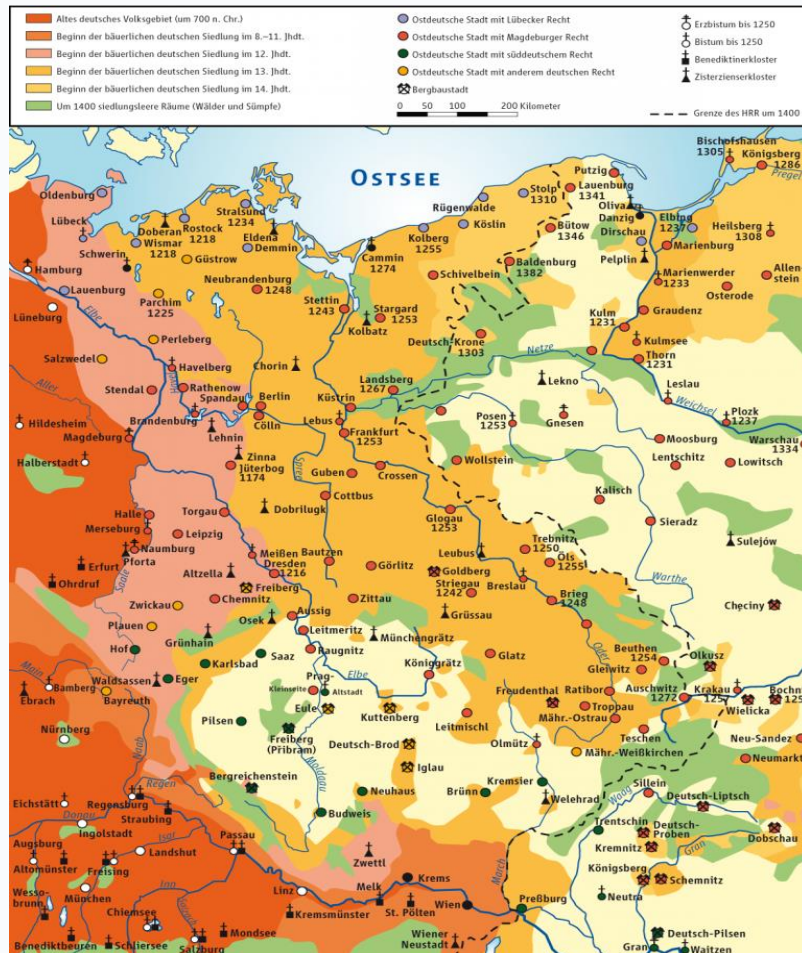 Altes deutsches Volksgebiet (um 700 n. Chr.)
Beginn der bäuerlichen deutschen Siedlung im 8.–11. Jhdt.
Beginn der bäuerlichen deutschen Siedlung im 12. Jhdt.
Beginn der bäuerlichen deutschen Siedlung im 13. Jhdt.
Beginn der bäuerlichen deutschen Siedlung im 14. Jhdt.
Um 1400 siedlungsleere Räume (Wälder und Sümpfe)
Ostdeutsche Stadt mit Lübecker Recht
Ostdeutsche Stadt mit Magdeburger Recht
Ostdeutsche Stadt mit süddeutschem Recht
Ostdeutsche Stadt mit anderem deutschen Recht
Bergbaustadt
0 50 100 200 Kilometer
Erzbistum bis 1250
Bistum bis 1250
Benediktinerkloster
Zisterzienserkloster
Grenze des HRR um 1400
OSTSEE
Bischofshausen
1305
Königsberg
1286
Pregel
Putzig
Lauenburg
1341
Stolp
1310
Rügenwalde
Köslin
Kolberg
1255
Oliva
Danzig
Dirschau
Elbing
1237
Marienburg
Heilsberg
1308
Allenstein
Osterode
Pelplin
Marienwerder
1233
Graudenz
Bütow
1346
Baldenburg
1382
Schivelbein
Cammin
1274
Oldenburg
Lübeck
Stralsund
1234
Doberan
Rostock
1218
Wismar
1218
Eldena
Demmin
Güstrow
Schwerin
Hamburg
Lauenburg
Lüneburg
Elbe
Parchim
1225
Neubrandenburg
1248
Stettin
1243
Stargard
1253
Kolbatz
Deutsch-Krone
1303
Kulm
1231
Kulmsee
Thorn
1231
Netze
Perleberg
Salzwedel
Havelberg
Havel
Rathenow
Chorin
Landsberg
1267
Lekno
Leslau
Weichsel
Plozk
1237
Aller
Stendal
Spandau
Berlin
Cölln
Küstrin
Lebus
Posen
1253
Gnesen
Hildesheim
Brandenburg
Magdeburg
Lehnin
Frankfurt
1253
Moosburg
Warschau
1334
Halberstadt
Zinna
Jüterbog
1174
Spree
Guben
Crossen
Wollstein
Lentschitz
Lowitsch
Cottbus
Kalisch
Halle
Torgau
Dobrilugk
Glogau
1253
Sieradz
Merseburg
Leipzig
Trebnitz
1250
Leubus
Öls
1255
Sulejów
Naumburg
Pforta
Erfurt
Ohrdruf
Saale
Meißen
Dresden
1216
Bautzen
Görlitz
Goldberg
Striegau
1242
Breslau
Warthe
Altzella
Freiberg
Chemnitz
Zittau
Grüssau
Brieg
1248
Chęciny
Zwickau
Plauen
Aussig
Osek
Leitmeritz
Münchengrätz
Oder
Grünhain
Raugnitz
Glatz
Beuthen
1254
Gleiwitz
Olkusz
Hof
Karlsbad
Saaz
Elbe
Königgrätz
Main
Waldsassen
Eger
Prag-
Kleinseite
Altstadt
Freudenthal
Ratibor
Troppau
Mähr.-Ostrau
Auschwitz
1272
Krakau
Wielicka
Bamberg
Ebrach
Bayreuth
Pilsen
Eule
Kuttenberg
Leitmischl
Teschen
Neu-Sandez
Nürnberg
Naab
Freiberg
(Přibram)
Deutsch-Brod
Olmütz
Mähr.-Weißkirchen
Neumarkt
Moldau
Iglau
Bergreichenstein
Neuhaus
Brünn
Kremsier
Sillein
Waag
Deutsch-Liptsch
Regen
Eichstätt
Regensburg
Straubing
Budweis
Welehrad
Trentschin
Deutsch-
Proben
Donau
Ingolstadt
Isar
Passau
Kremnitz
Gran
Dobschau
Augsburg
Altomünster
Freising
Landshut
Zwettl
March
Königsberg
Schemnitz
Linz
Krems
Melk
Preßburg
Neutra
Inn
München
Kremsmünster
St. Pölten
Wien
Wesso-
brunn
Chiemsee
Salzach
Mondsee
Wiener
Neustadt
Deutsch-Pilsen
Benediktbeuren
Schliersee
Salzburg
Gran
Waitzen